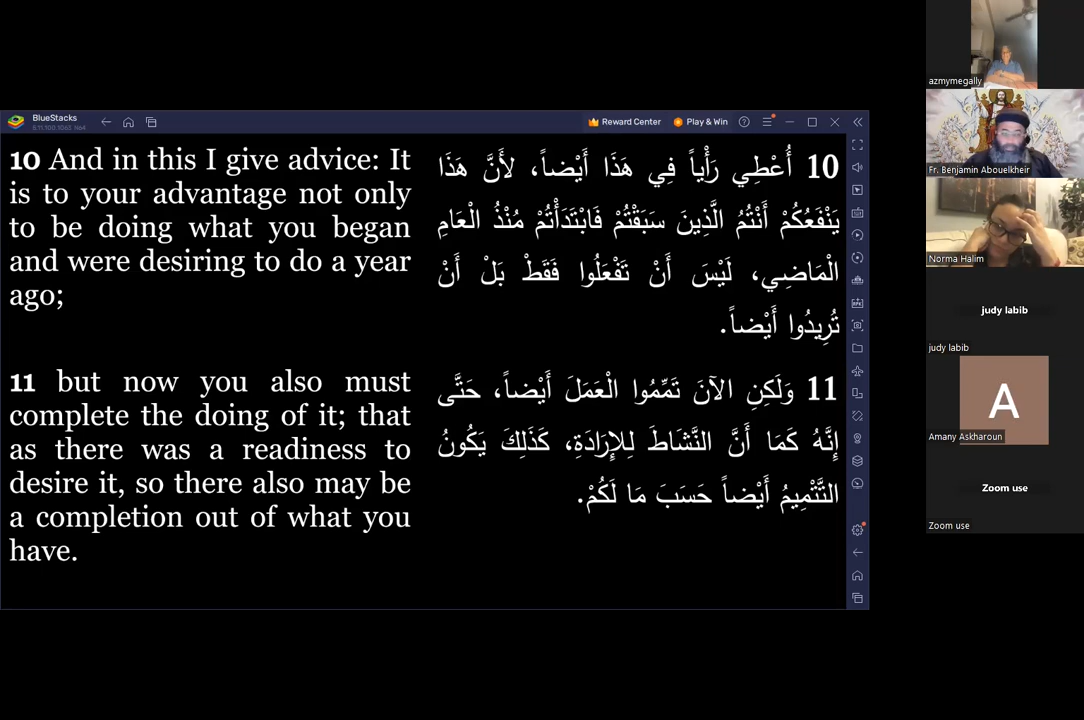 BlueStacks
5.11.100.1063 N64
Reward Center
Play & Win
10 And in this I give advice: It
is to your advantage not only
to be doing what you began
and were desiring to do a year
ago;
11 but now you also must
complete the doing of it; that
as there was a readiness to
desire it, so there also may be
a completion out of what you
have.
10 أُعْطِي رَأْياً فِي هَذَا أَيْضاً، لأَنَّ هَذَا
يَنْفَعُكُمْ أَنْتُمُ الَّذِينَ سَبَقْتُمْ فَابْتَدَأْتُمْ مُنْذُ الْعَامِ
الْمَاضِي، لَيْسَ أَنْ تَفْعَلُوا فَقَطْ بَلْ أَنْ
تُرِيدُوا أَيْضاً.
11 وَلَكِنِ الآنَ تَمِّمُوا الْعَمَلَ أَيْضاً، حَتَّى
إِنَّهُ كَمَا أَنَّ النَّشَاطَ لِلإِرَادَةِ، كَذَلِكَ يَكُونُ
التَّتْمِيمُ أَيْضاً حَسَبَ مَا لَكُمْ.
azmymegally
Fr. Benjamin Abouelkheir
Norma Halim
judy labib
judy labib
A
Amany Askharoun
Zoom use
Zoom use